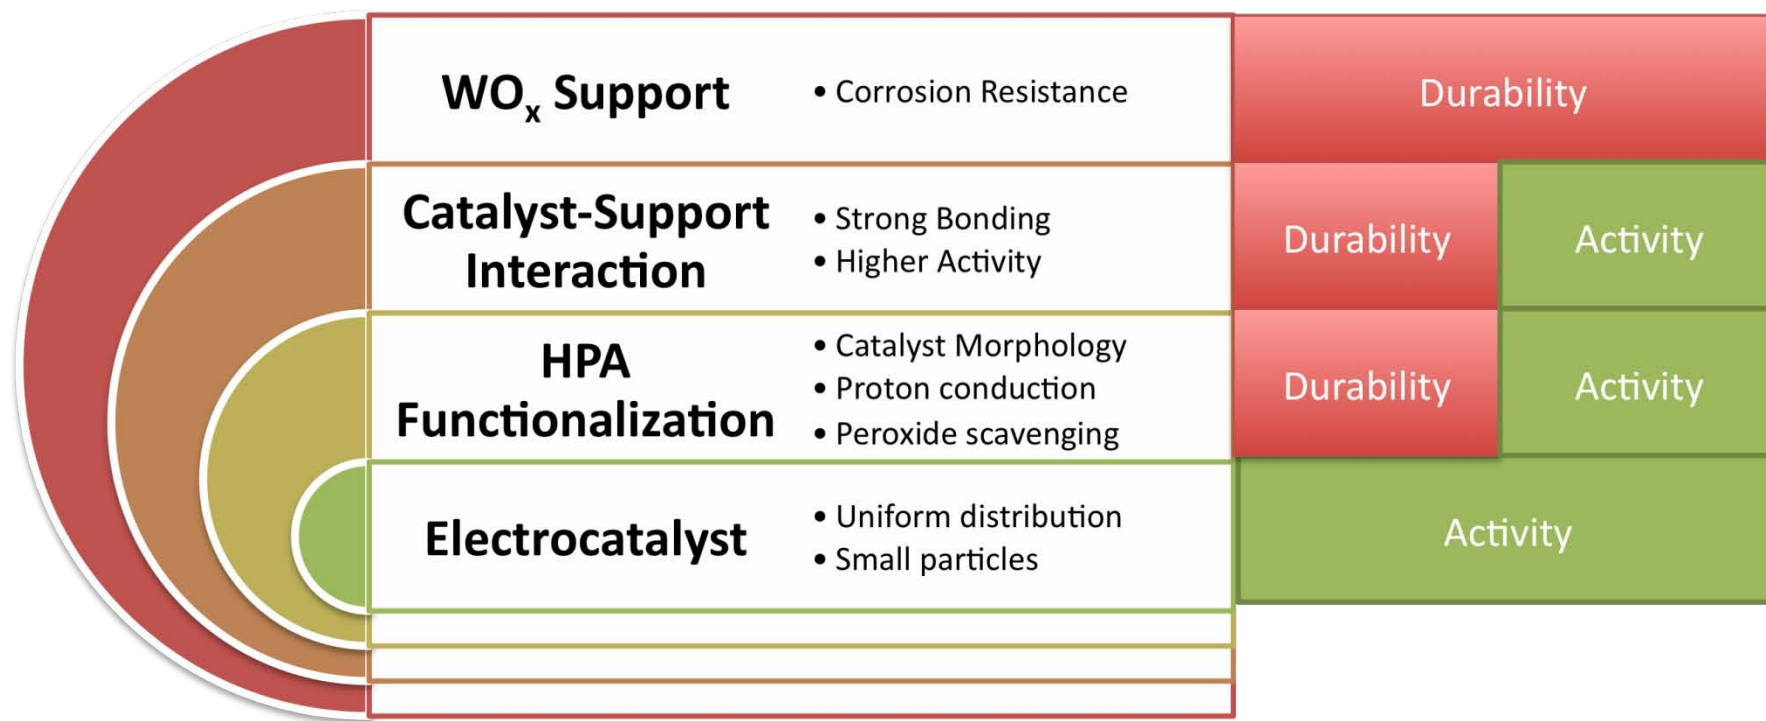 WOx Support
• Corrosion Resistance
Durability
Catalyst-Support
Interaction
• Strong Bonding
• Higher Activity
Durability
Activity
HPA
Functionalization
• Catalyst Morphology
• Proton conduction
• Peroxide scavenging
Durability
Activity
Electrocatalyst
• Uniform distribution
• Small particles
Activity